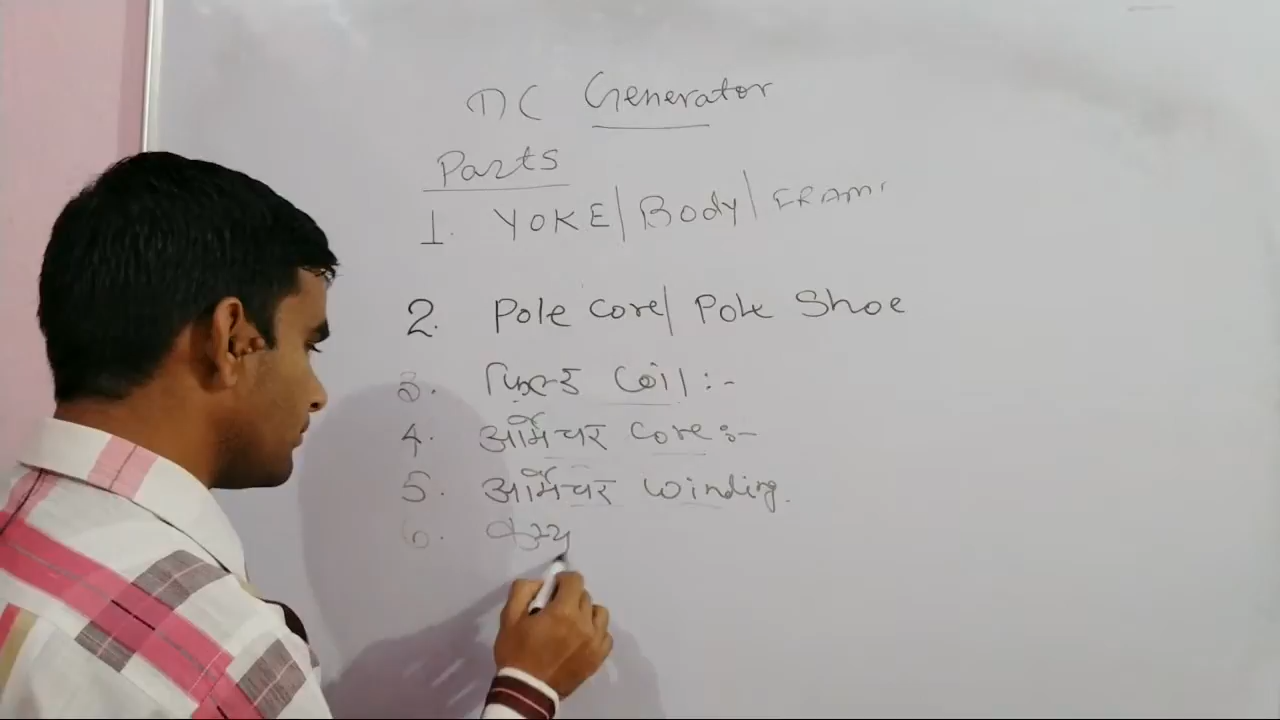 DC Generator
Parts
1. YOKE/Body/FRAM
2. Pole Core/ Pole Shoe
3. फिल्ड Coil :-
4. आर्मेचर Core :-
5. आर्मेचर Winding.
6.